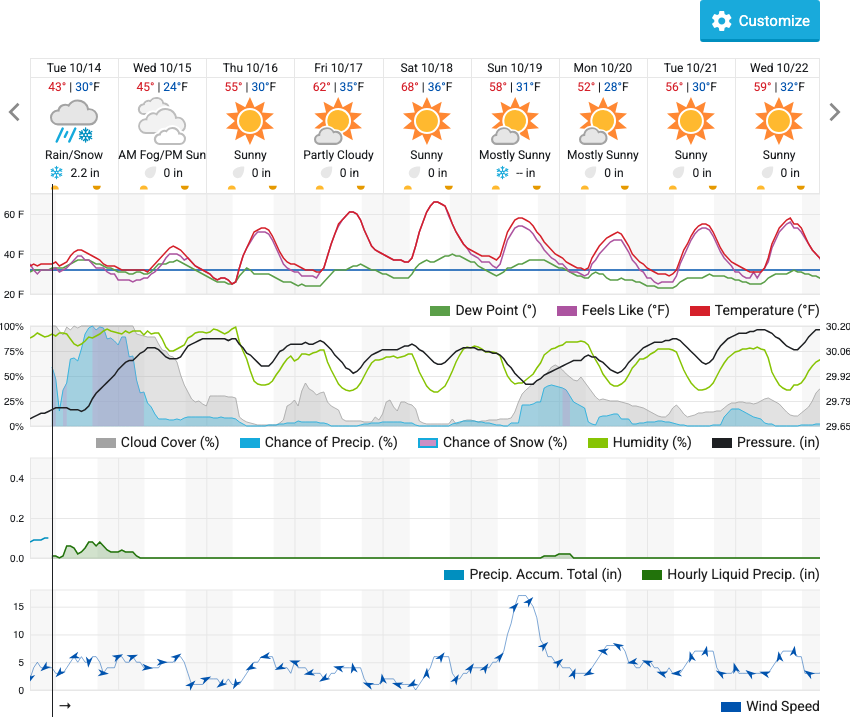 Customize
Tue 10/14 Wed 10/15 Thu 10/16 Fri 10/17 Sat 10/18 Sun 10/19 Mon 10/20 Tue 10/21 Wed 10/22
43° | 30°F 45° | 24°F 55° | 30°F 62° | 35°F 68° | 36°F 58° | 31°F 52° | 28°F 56° | 30°F 59° | 32°F
Rain/Snow AM Fog/PM Sun Sunny Partly Cloudy Sunny Mostly Sunny Mostly Sunny Sunny Sunny
2.2 in 0 in 0 in 0 in 0 in -- in 0 in 0 in 0 in
60 F
40 F
20 F
Dew Point (°) Feels Like (°F) Temperature (°F)
100% 30.20
75% 30.06
50% 29.92
25% 29.79
0% 29.65
Cloud Cover (%) Chance of Precip. (%) Chance of Snow (%) Humidity (%) Pressure. (in)
0.4
0.2
0.0
Precip. Accum. Total (in) Hourly Liquid Precip. (in)
15
10
5
0
→ Wind Speed